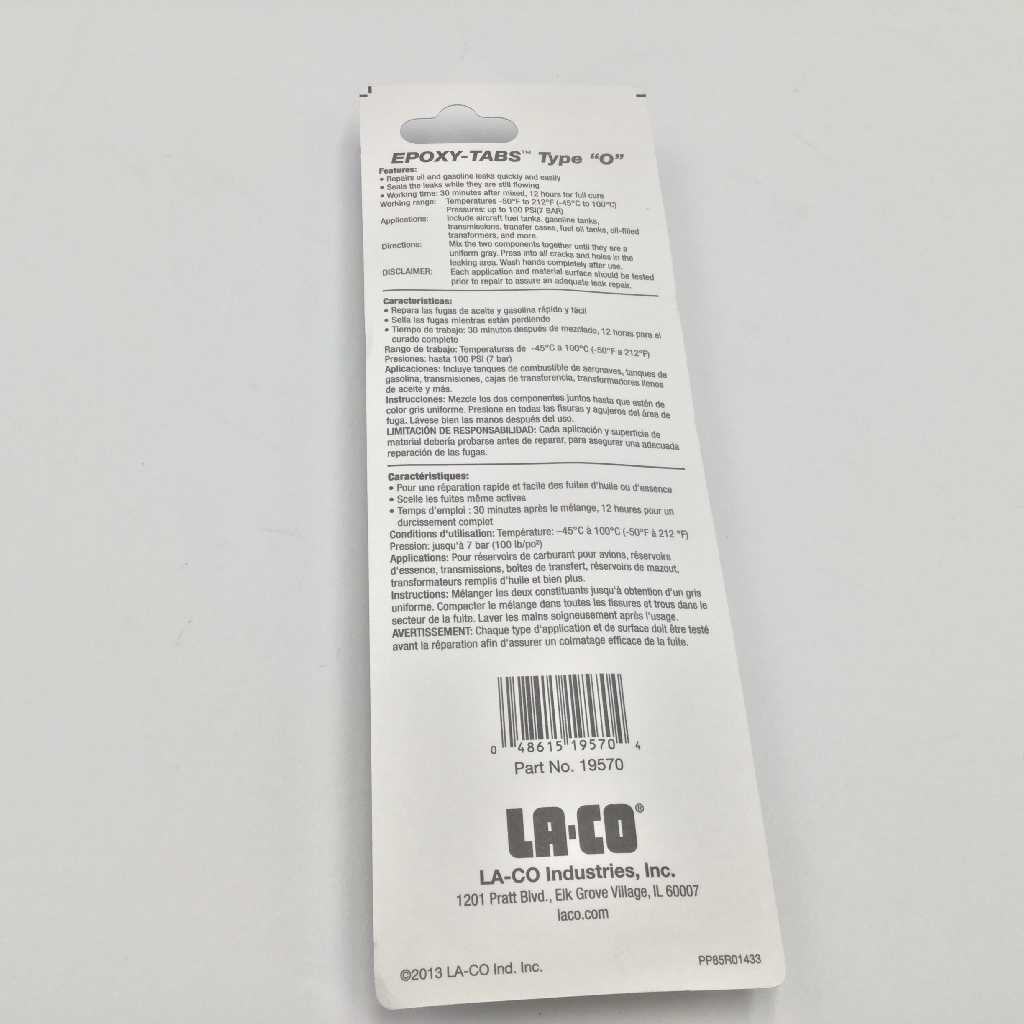 EPOXY-TABS™ Type "O"
Features:
• Repairs oil and gasoline leaks quickly and easily
• Seals the leaks while they are still flowing
• Working time: 30 minutes after mixed, 12 hours for full cure
Working range: Temperatures -50°F to 212°F (-45°C to 100°C)
Pressures: up to 100 PSI(7 BAR)
Applications: Include aircraft fuel tanks, gasoline tanks,
transmissions, transfer cases, fuel oil tanks, oil-filled
transformers, and more.
Directions: Mix the two components together until they are a
uniform gray. Press into all cracks and holes in the
leaking area. Wash hands completely after use.
DISCLAIMER: Each application and material surface should be tested
prior to repair to assure an adequate leak repair.
Características:
• Repara las fugas de aceite y gasolina rápido y fácil
• Sella las fugas mientras están perdiendo
• Tiempo de trabajo: 30 minutos después de mezclado, 12 horas para el
curado completo
Rango de trabajo: Temperaturas de -45°C a 100°C (-50°F a 212°F)
Presiones: hasta 100 PSI (7 bar)
Aplicaciones: Incluye tanques de combustible de aeronaves, tanques de
gasolina, transmisiones, cajas de transferencia, transformadores llenos
de aceite y más.
Instrucciones: Mezcle los dos componentes juntos hasta que estén de
color gris uniforme. Presione en todas las fisuras y agujeros del área de
fuga. Lávese bien las manos después del uso.
LIMITACIÓN DE RESPONSABILIDAD: Cada aplicación y superficie de
material debería probarse antes de reparar, para asegurar una adecuada
reparación de las fugas.
Caractéristiques:
• Pour une réparation rapide et facile des fuites d'huile ou d'essence
• Scelle les fuites même actives
• Temps d'emploi : 30 minutes après le mélange, 12 heures pour un
durcissement complet
Conditions d'utilisation: Température: –45°C à 100°C (-50°F à 212 °F)
Pression: jusqu'à 7 bar (100 lb/po²)
Applications: Pour réservoirs de carburant pour avions, réservoirs
d'essence, transmissions, boîtes de transfert, réservoirs de mazout,
transformateurs remplis d'huile et bien plus.
Instructions: Mélanger les deux constituants jusqu'à obtention d'un gris
uniforme. Compacter le mélange dans toutes les fissures et trous dans le
secteur de la fuite. Laver les mains soigneusement après l'usage.
AVERTISSEMENT: Chaque type d'application et de surface doit être testé
avant la réparation afin d'assurer un colmatage efficace de la fuite.
0 48615 19570 4
Part No. 19570
LA-CO®
LA-CO Industries, Inc.
1201 Pratt Blvd., Elk Grove Village, IL 60007
laco.com
©2013 LA-CO Ind. Inc.
PP85R01433